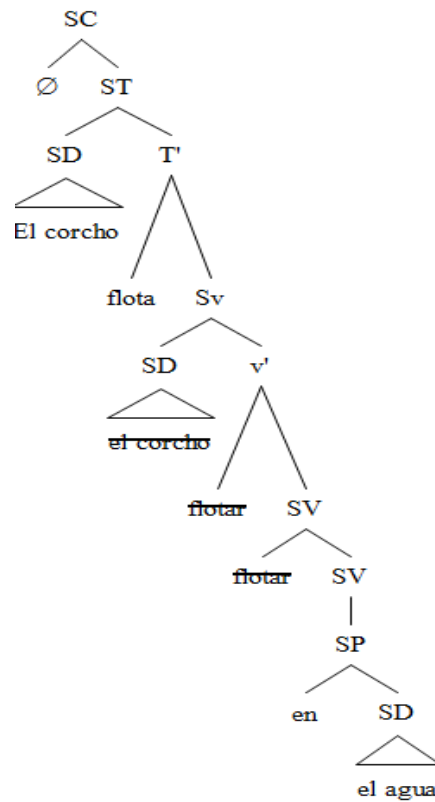 SC
∅ ST
SD T'
El corcho
flota Sv
SD v'
el corcho
flotar SV
flotar SV
SP
en SD
el agua